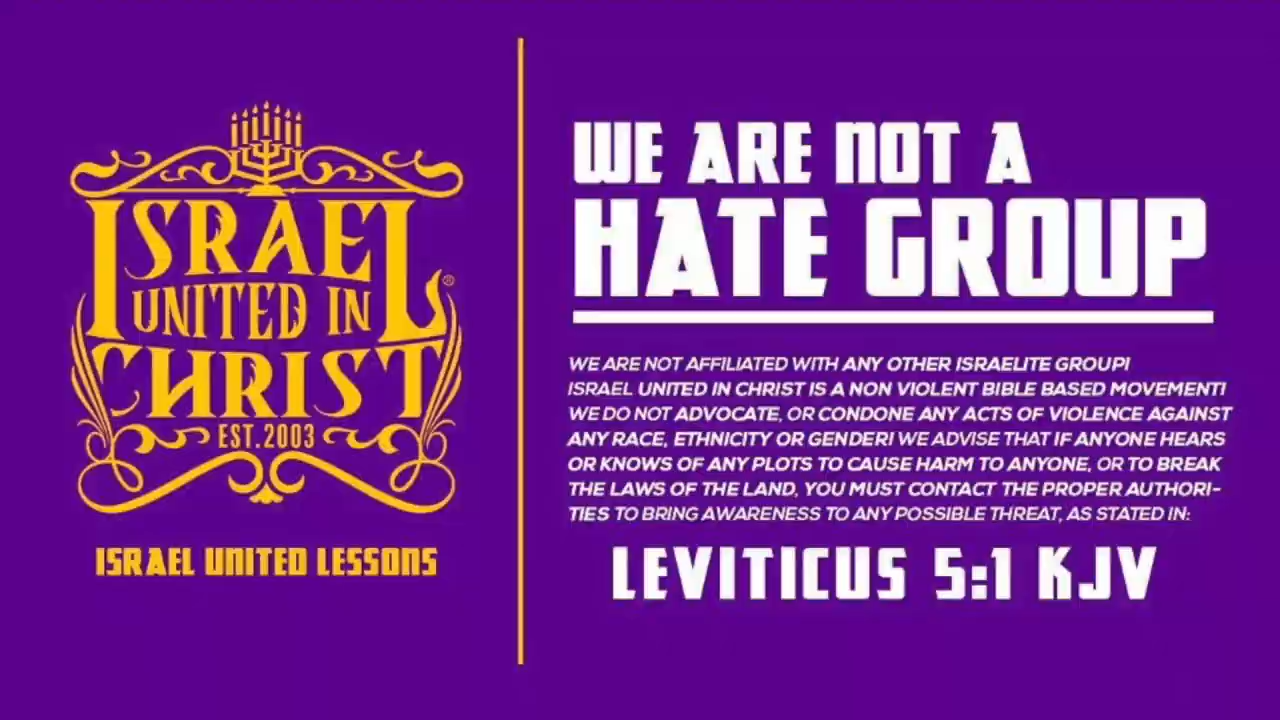 ISRAEL
UNITED IN
CHRIST
EST.2003
ISRAEL UNITED LESSONS
WE ARE NOT A
HATE GROUP
WE ARE NOT AFFILIATED WITH ANY OTHER ISRAELITE GROUP!
ISRAEL UNITED IN CHRIST IS A NON VIOLENT BIBLE BASED MOVEMENT!
WE DO NOT ADVOCATE, OR CONDONE ANY ACTS OF VIOLENCE AGAINST
ANY RACE, ETHNICITY OR GENDER! WE ADVISE THAT IF ANYONE HEARS
OR KNOWS OF ANY PLOTS TO CAUSE HARM TO ANYONE, OR TO BREAK
THE LAWS OF THE LAND, YOU MUST CONTACT THE PROPER AUTHORI-
TIES TO BRING AWARENESS TO ANY POSSIBLE THREAT, AS STATED IN:
LEVITICUS 5:1 KJV